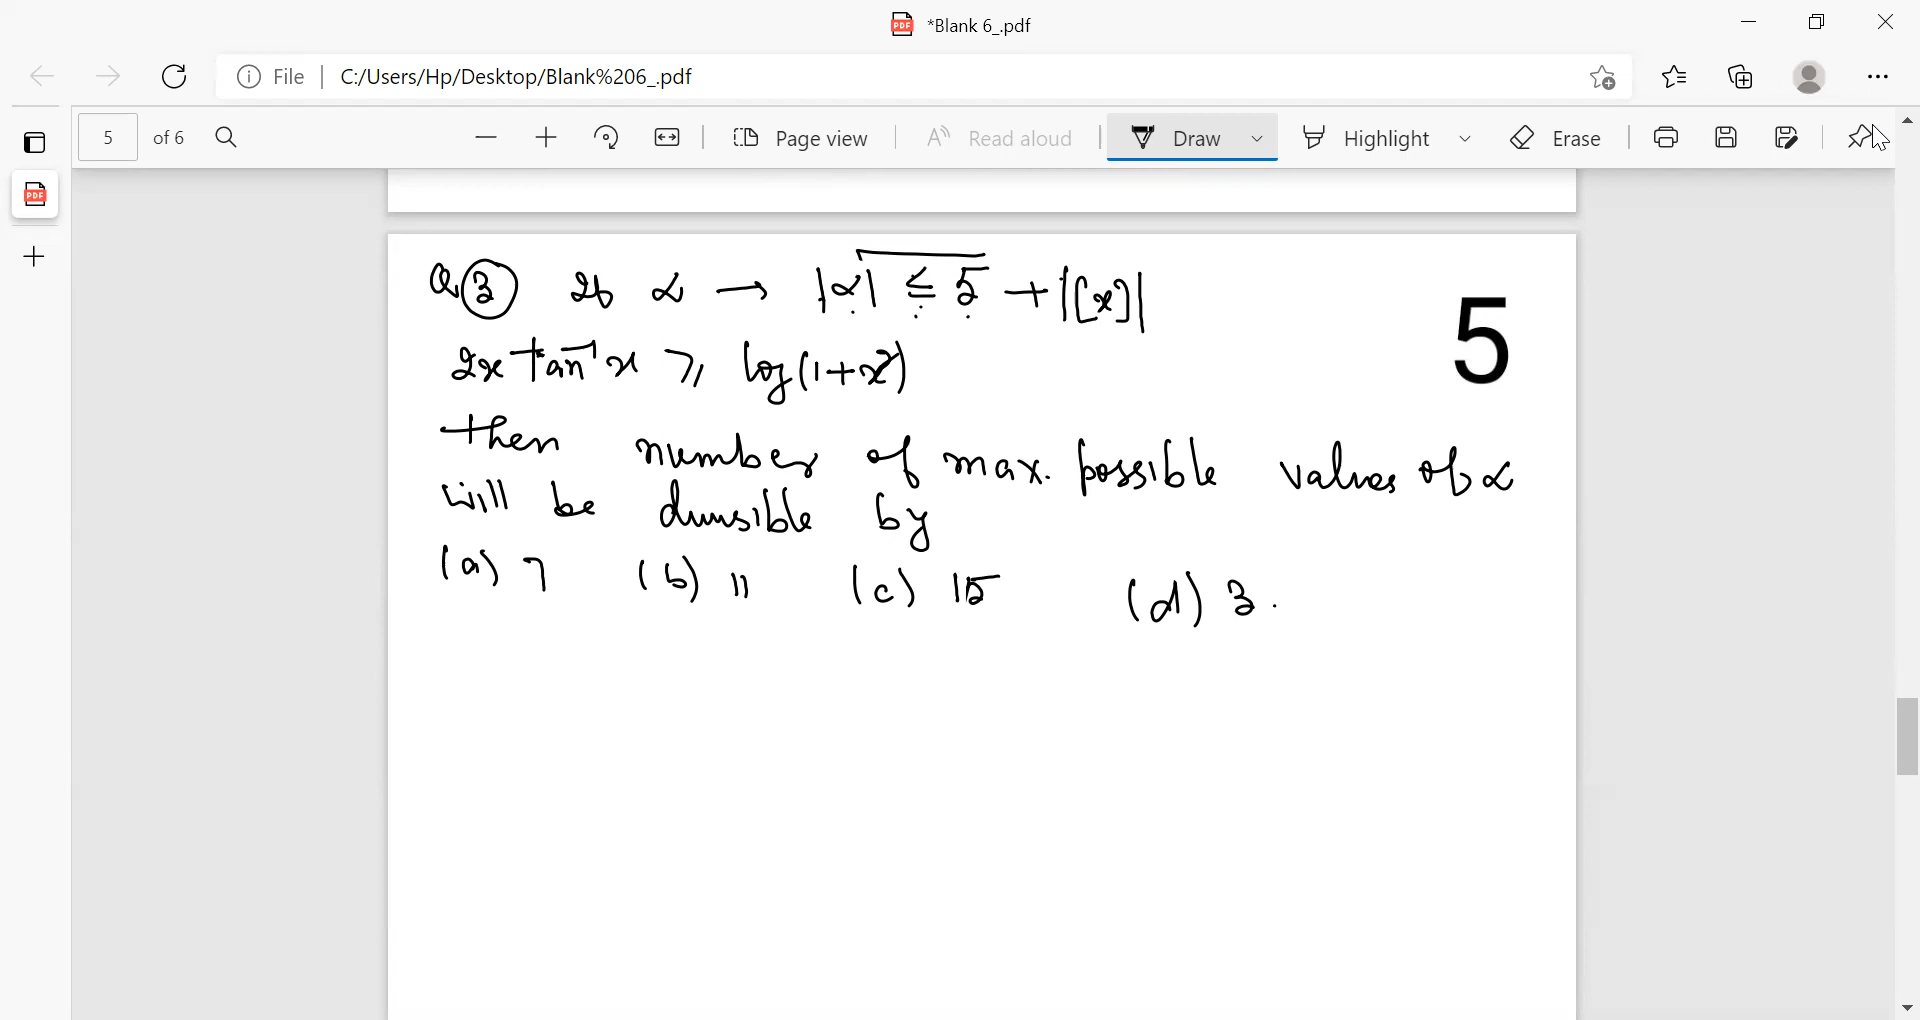 *Blank 6_.pdf
File | C:/Users/Hp/Desktop/Blank%206_.pdf
5 of 6 Page view Read aloud Draw Highlight Erase
Q. 3 If α → |α| ≤ 5 + |[x]|
5
2x tan⁻¹ x ≥ log(1+x²)
then number of max. possible values of α
will be divisible by
(a) 7 (b) 11 (c) 15 (d) 3.